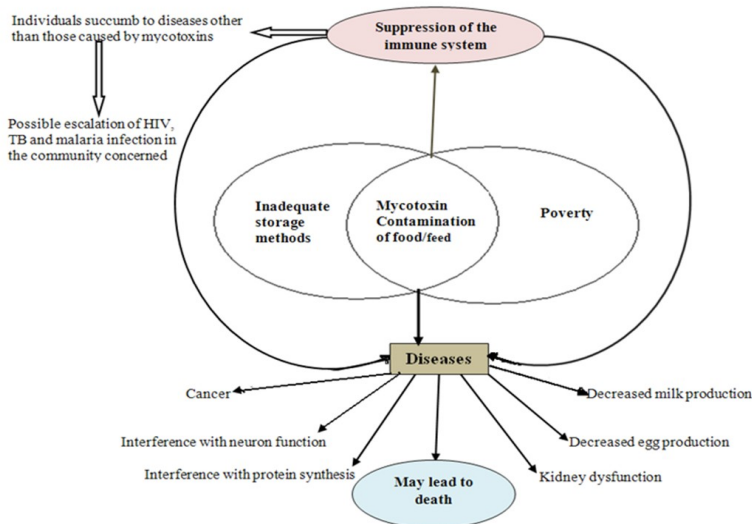 Individuals succumb to diseases other
than those caused by mycotoxins
Suppression of the
immune system
Possible escalation of HIV,
TB and malaria infection in
the community concerned
Inadequate
storage
methods
Mycotoxin
Contamination
of food/feed
Poverty
Diseases
Cancer
Decreased milk production
Interference with neuron function
Decreased egg production
Interference with protein synthesis
Kidney dysfunction
May lead to
death